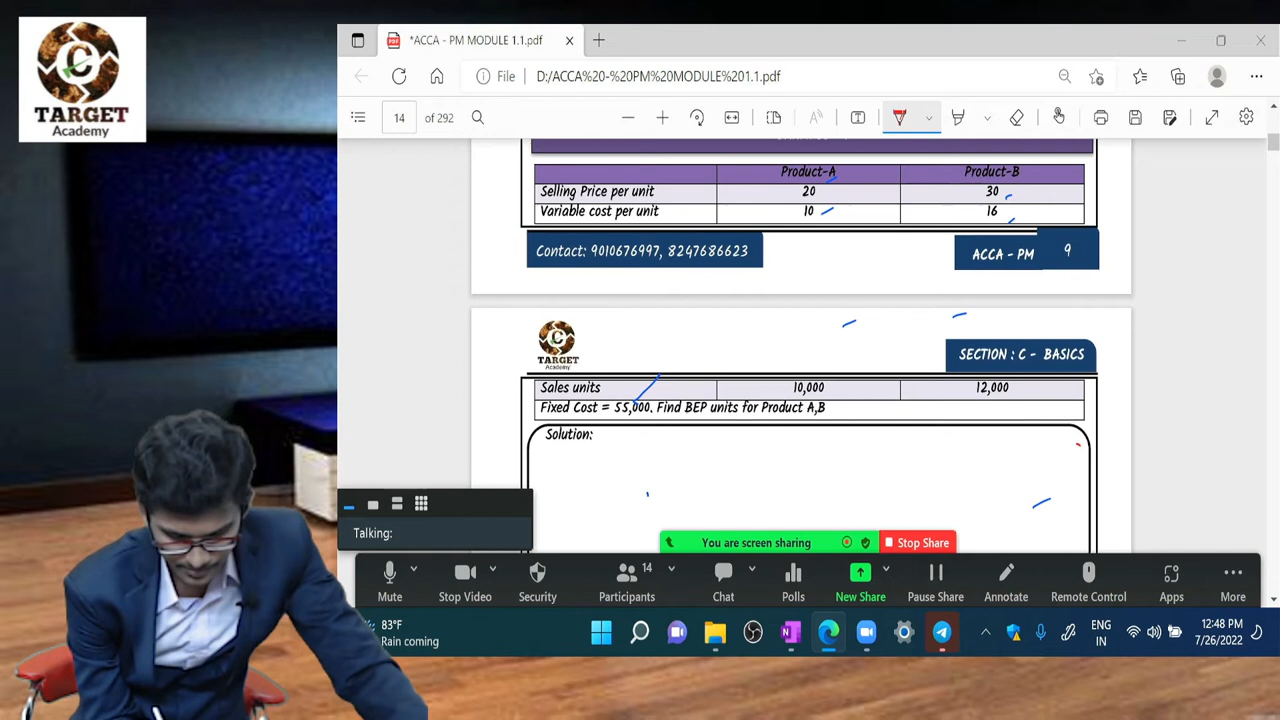 C
TARGET
Academy
*ACCA - PM MODULE 1.1.pdf
File
D:/ACCA%20-%20PM%20MODULE%201.1.pdf
14
of 292
Product-A
Product-B
Selling Price per unit
20
30
Variable cost per unit
10
16
Contact: 9010676997, 8247686623
ACCA - PM
9
C
TARGET
Academy
SECTION : C - BASICS
Sales units
10,000
12,000
Fixed Cost = 55,000. Find BEP units for Product A,B
Solution:
Talking:
You are screen sharing
Stop Share
14
Mute
Stop Video
Security
Participants
Chat
Polls
New Share
Pause Share
Annotate
Remote Control
Apps
More
83°F
Rain coming
ENG
IN
12:48 PM
7/26/2022